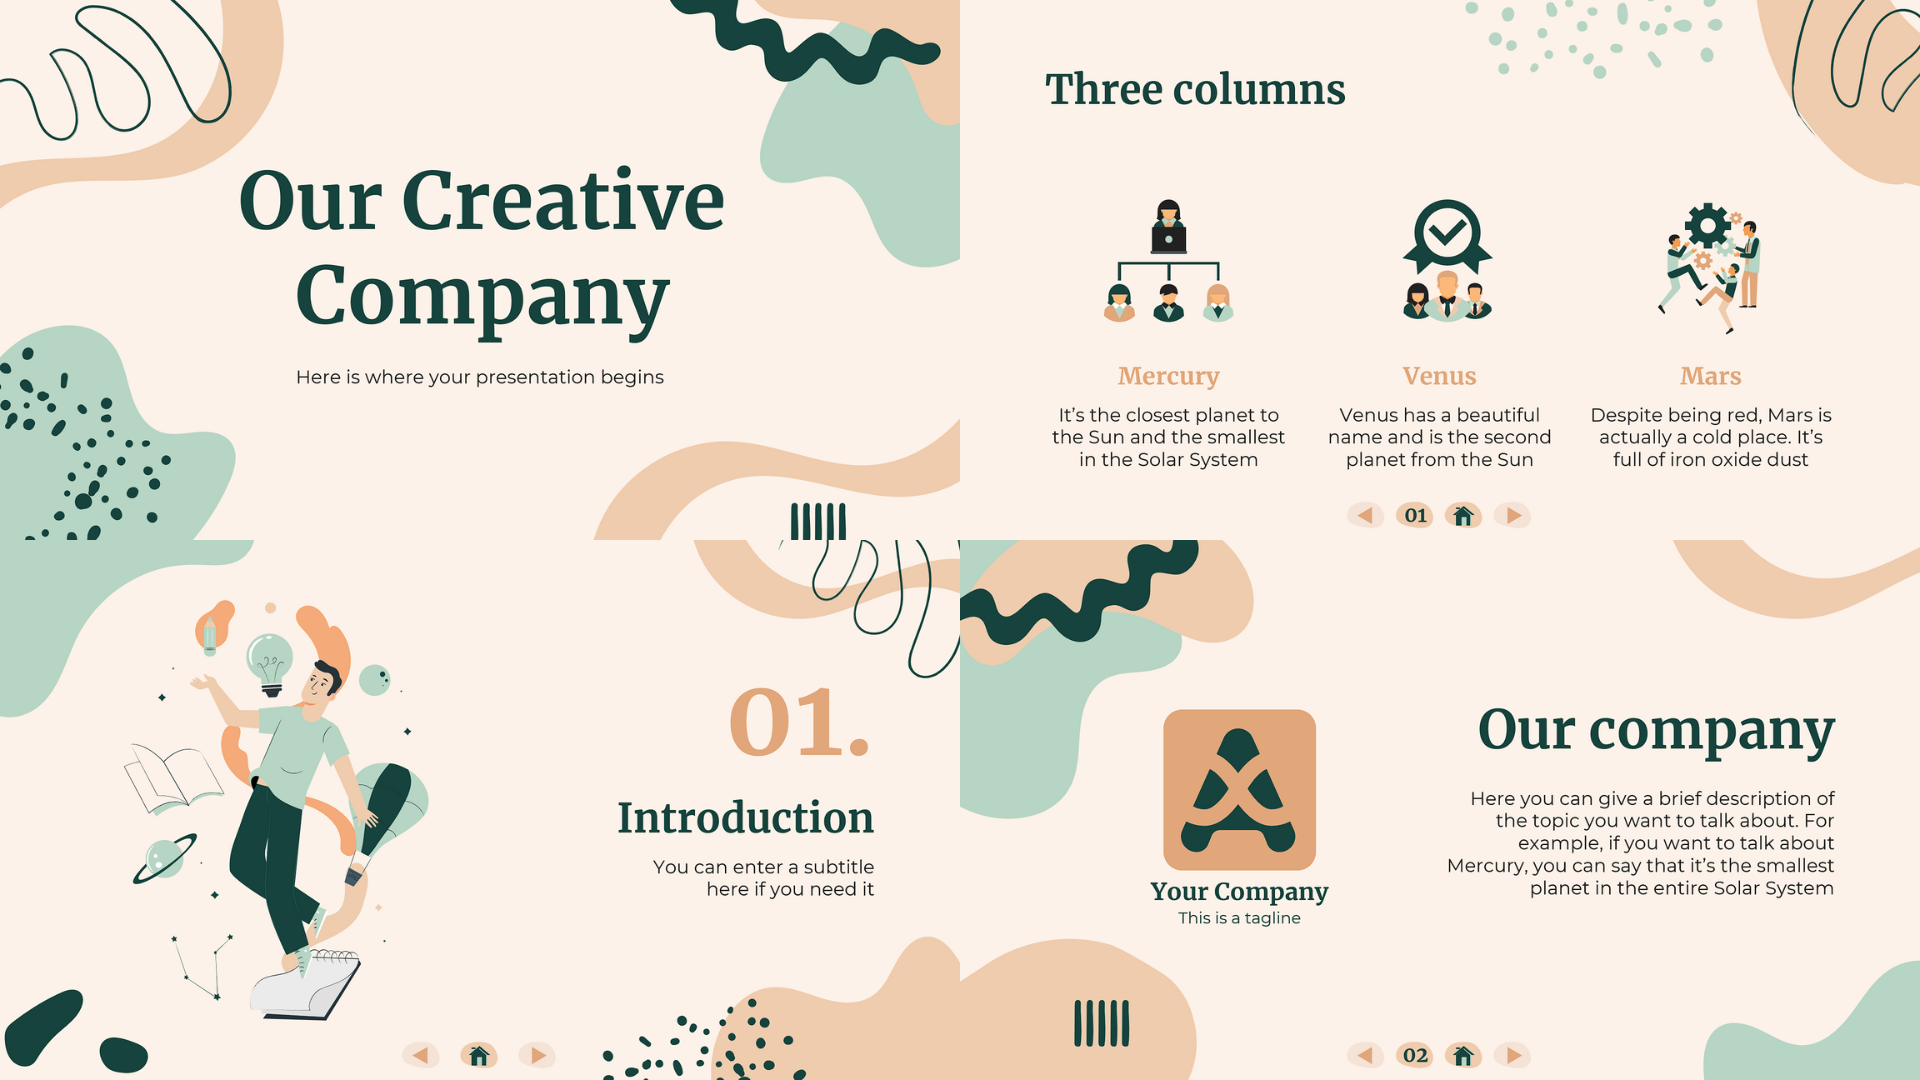 Our Creative
Company
Here is where your presentation begins
Three columns
Mercury
It’s the closest planet to
the Sun and the smallest
in the Solar System
Venus
Venus has a beautiful
name and is the second
planet from the Sun
Mars
Despite being red, Mars is
actually a cold place. It’s
full of iron oxide dust
01
01.
Introduction
You can enter a subtitle
here if you need it
Your Company
This is a tagline
Our company
Here you can give a brief description of
the topic you want to talk about. For
example, if you want to talk about
Mercury, you can say that it’s the smallest
planet in the entire Solar System
02